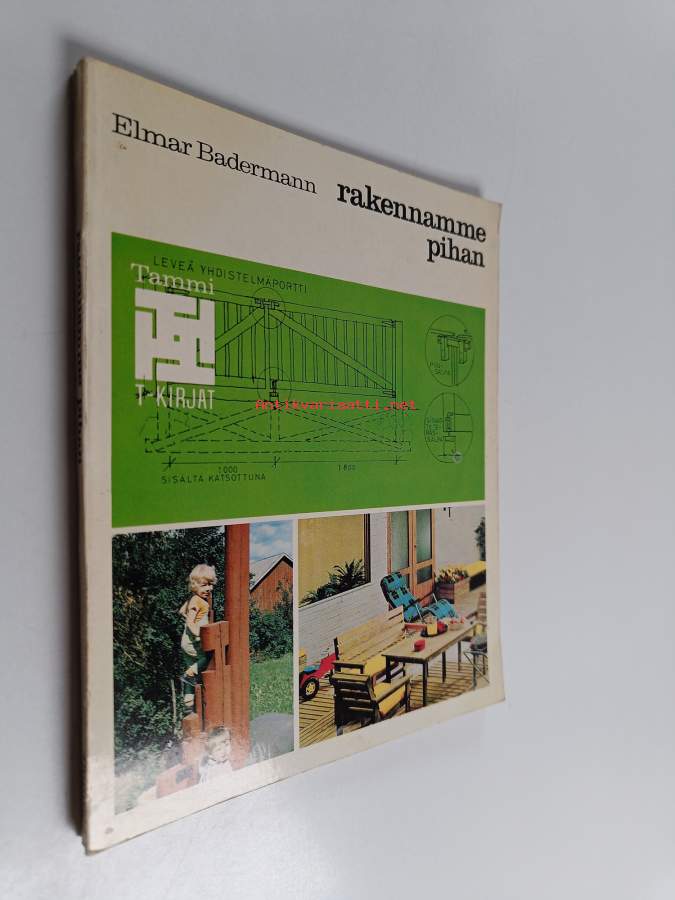 Elmar Badermann
rakennamme
pihan
LEVEÄ YHDISTELMÄPORTTI
Tammi
T-KIRJAT
Antikvariaatti.net
1000
1800
SISÄLTÄ KATSOTTUNA